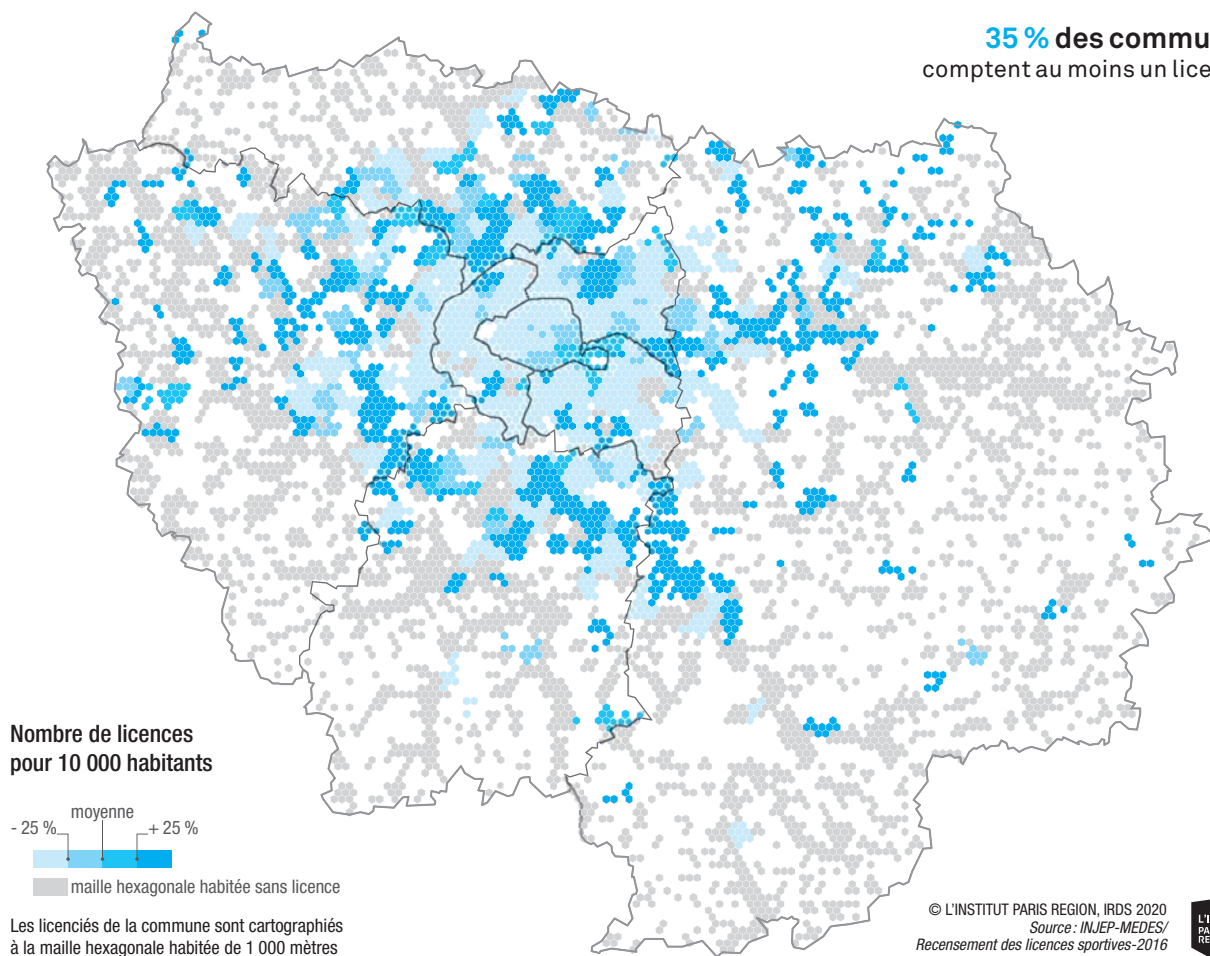 35 % des commu
comptent au moins un lice
Nombre de licences
pour 10 000 habitants
moyenne
- 25 % + 25 %
maille hexagonale habitée sans licence
Les licenciés de la commune sont cartographiés
à la maille hexagonale habitée de 1 000 mètres
© L'INSTITUT PARIS REGION, IRDS 2020
Source : INJEP-MEDES/
Recensement des licences sportives-2016
L'I
PA
RE